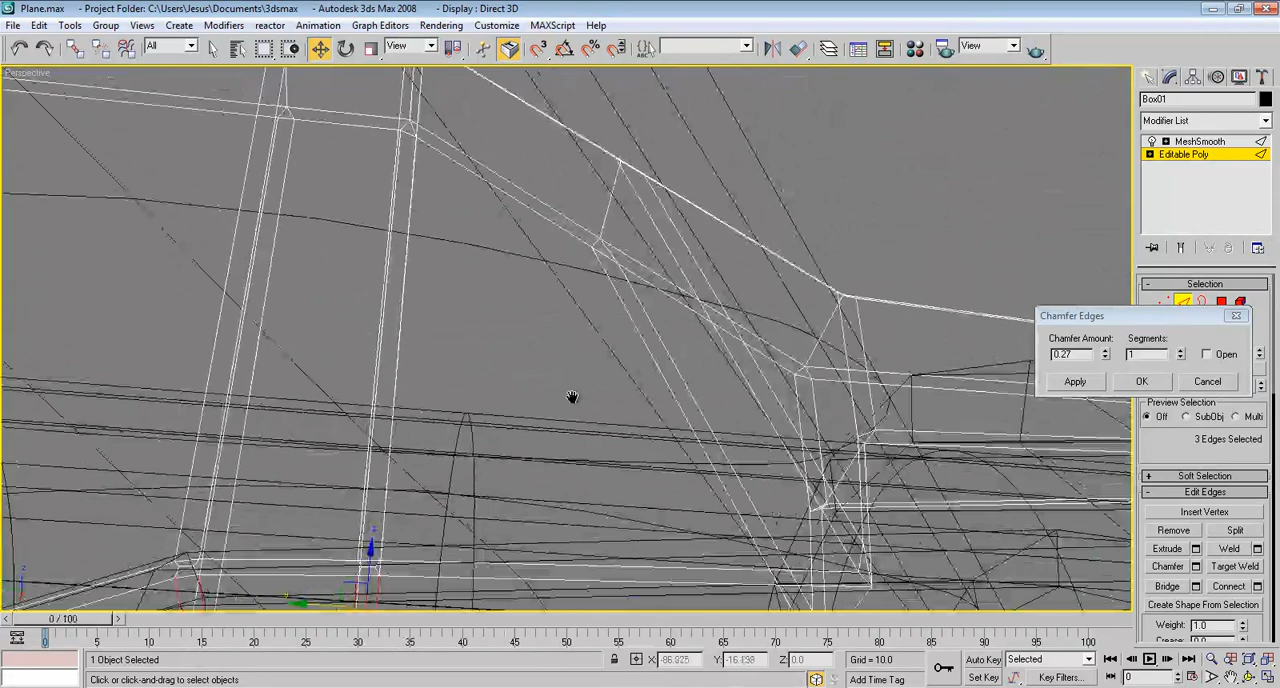 Plane.max - Project Folder: C:\Users\Jesus\Documents\3dsmax - Autodesk 3ds Max 2008 - Display : Direct 3D
File Edit Tools Group Views Create Modifiers reactor Animation Graph Editors Rendering Customize MAXScript Help
All View View
Perspective
Box01
Modifier List
MeshSmooth
Editable Poly
Selection
Chamfer Edges
Chamfer Amount: Segments:
0.27 1 Open
Apply OK Cancel
Preview Selection
Off SubObj Multi
3 Edges Selected
Soft Selection
Edit Edges
Insert Vertex
Remove Split
Extrude Weld
Chamfer Target Weld
Bridge Connect
Create Shape From Selection
Weight: 1.0
z
z
0 / 100
0 5 10 15 20 25 30 35 40 45 50 55 60 65 70 75 80 85 90 95 100
1 Object Selected X: -86.925 Y: -16.498 Z: 0.0 Grid = 10.0 Auto Key Selected
Click or click-and-drag to select objects Add Time Tag Set Key Key Filters... 0